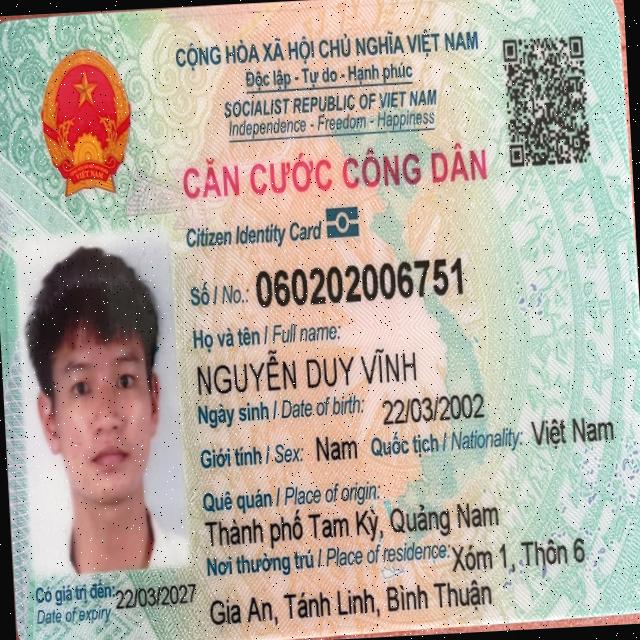 CỘNG HÒA XÃ HỘI CHỦ NGHĨA VIỆT NAM
Độc lập - Tự do - Hạnh phúc
SOCIALIST REPUBLIC OF VIET NAM
Independence - Freedom - Happiness
CĂN CƯỚC CÔNG DÂN
Citizen Identity Card
Số / No.: 060202006751
Họ và tên / Full name:
NGUYỄN DUY VĨNH
Ngày sinh / Date of birth: 22/03/2002
Giới tính / Sex: Nam Quốc tịch / Nationality: Việt Nam
Quê quán / Place of origin:
Thành phố Tam Kỳ, Quảng Nam
Nơi thường trú / Place of residence: Xóm 1, Thôn 6
Gia An, Tánh Linh, Bình Thuận
Có giá trị đến: 22/03/2027
Date of expiry
VIỆT NAM